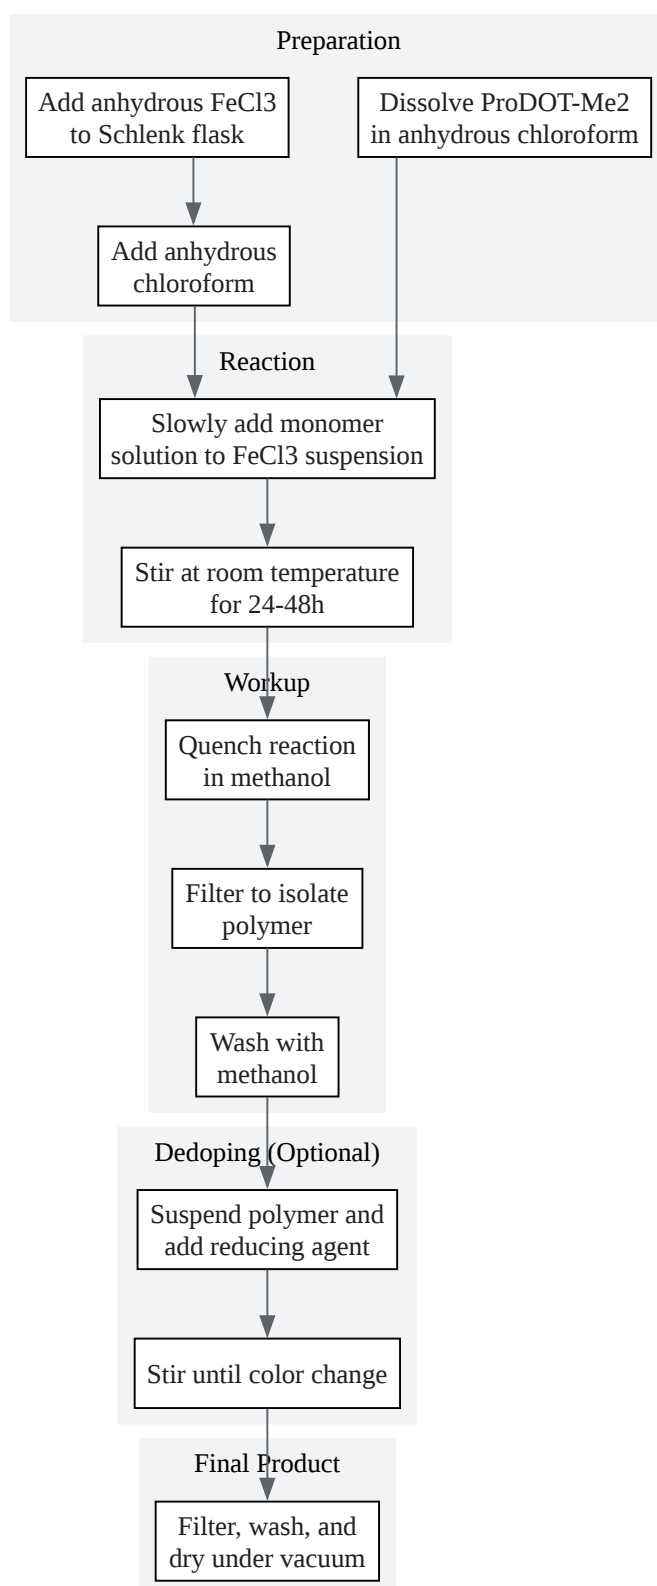 Preparation
Add anhydrous FeCl3
to Schlenk flask
Dissolve ProDOT-Me2
in anhydrous chloroform
Add anhydrous
chloroform
Reaction
Slowly add monomer
solution to FeCl3 suspension
Stir at room temperature
for 24-48h
Workup
Quench reaction
in methanol
Filter to isolate
polymer
Wash with
methanol
Dedoping (Optional)
Suspend polymer and
add reducing agent
Stir until color change
Final Product
Filter, wash, and
dry under vacuum